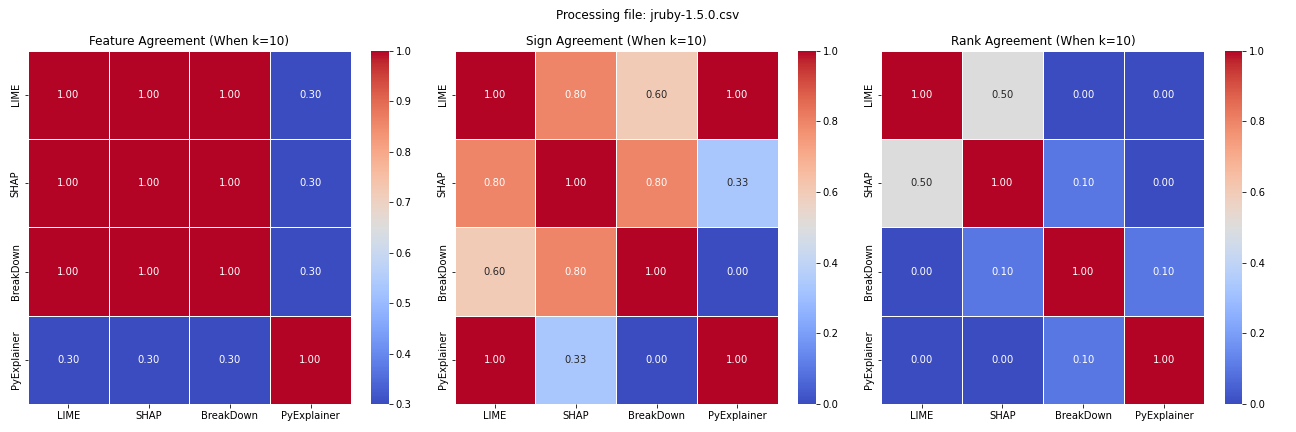 Processing file: jruby-1.5.0.csv
Feature Agreement (When k=10)
LIME 1.00 1.00 1.00 0.30
SHAP 1.00 1.00 1.00 0.30
BreakDown 1.00 1.00 1.00 0.30
PyExplainer 0.30 0.30 0.30 1.00
LIME SHAP BreakDown PyExplainer
1.0
0.9
0.8
0.7
0.6
0.5
0.4
0.3
Sign Agreement (When k=10)
LIME 1.00 0.80 0.60 1.00
SHAP 0.80 1.00 0.80 0.33
BreakDown 0.60 0.80 1.00 0.00
PyExplainer 1.00 0.33 0.00 1.00
LIME SHAP BreakDown PyExplainer
1.0
0.8
0.6
0.4
0.2
0.0
Rank Agreement (When k=10)
LIME 1.00 0.50 0.00 0.00
SHAP 0.50 1.00 0.10 0.00
BreakDown 0.00 0.10 1.00 0.10
PyExplainer 0.00 0.00 0.10 1.00
LIME SHAP BreakDown PyExplainer
1.0
0.8
0.6
0.4
0.2
0.0